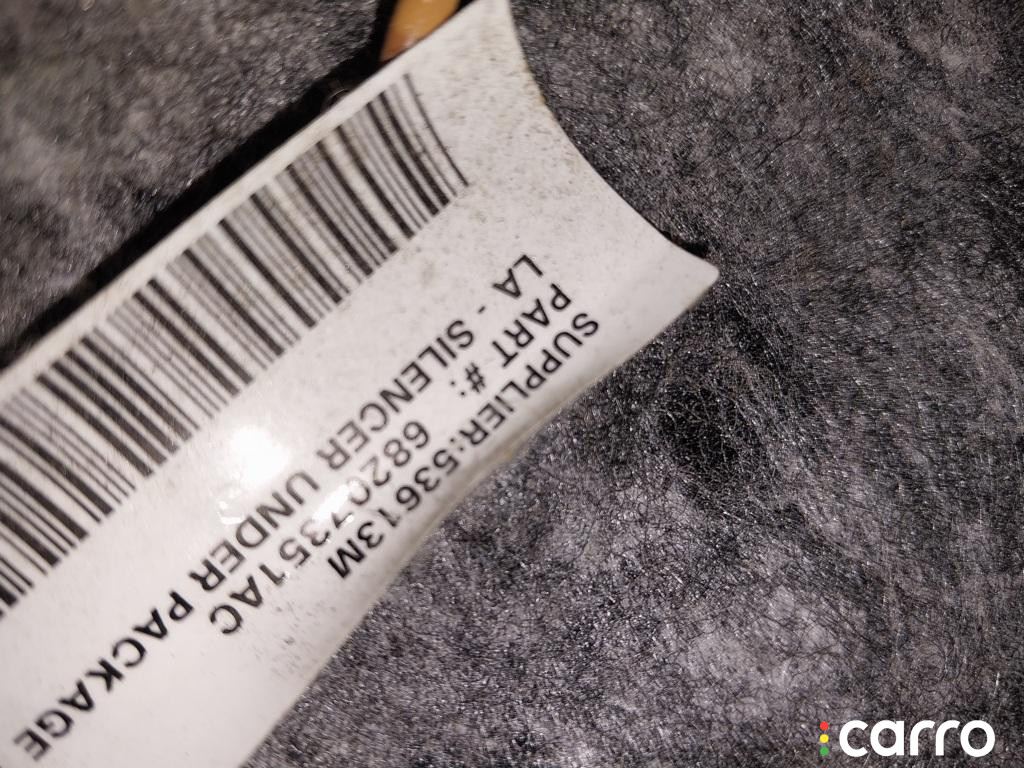 SUPPLIER:53613M
PART #: 68207351AC
LA - SILENCER UNDER PACKAGE
carro